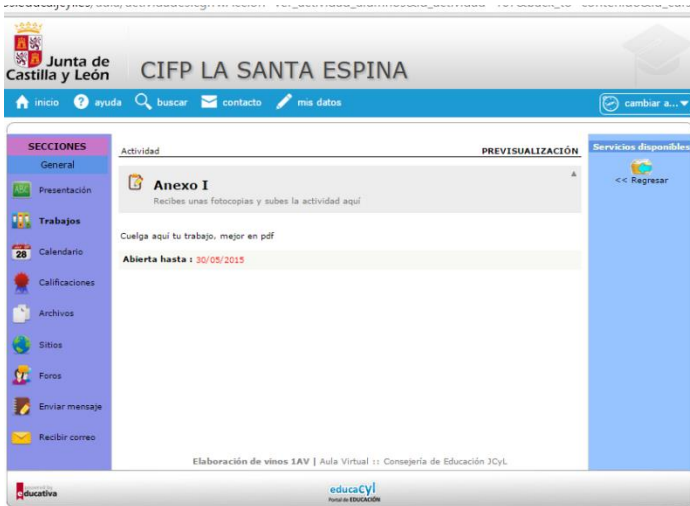 Junta de
Castilla y León
CIFP LA SANTA ESPINA
inicio ayuda buscar contacto mis datos cambiar a...
SECCIONES
General
ABC
Presentación
Trabajos
28
Calendario
Calificaciones
Archivos
Sitios
Foros
Enviar mensaje
Recibir correo
Actividad PREVISUALIZACIÓN
Anexo I
Recibes unas fotocopias y subes la actividad aquí
Cuelga aquí tu trabajo, mejor en pdf
Abierta hasta : 30/05/2015
Servicios disponibles
<< Regresar
Elaboración de vinos 1AV | Aula Virtual :: Consejería de Educación JCyL
educativa
educaCyl
Portal de EDUCACIÓN